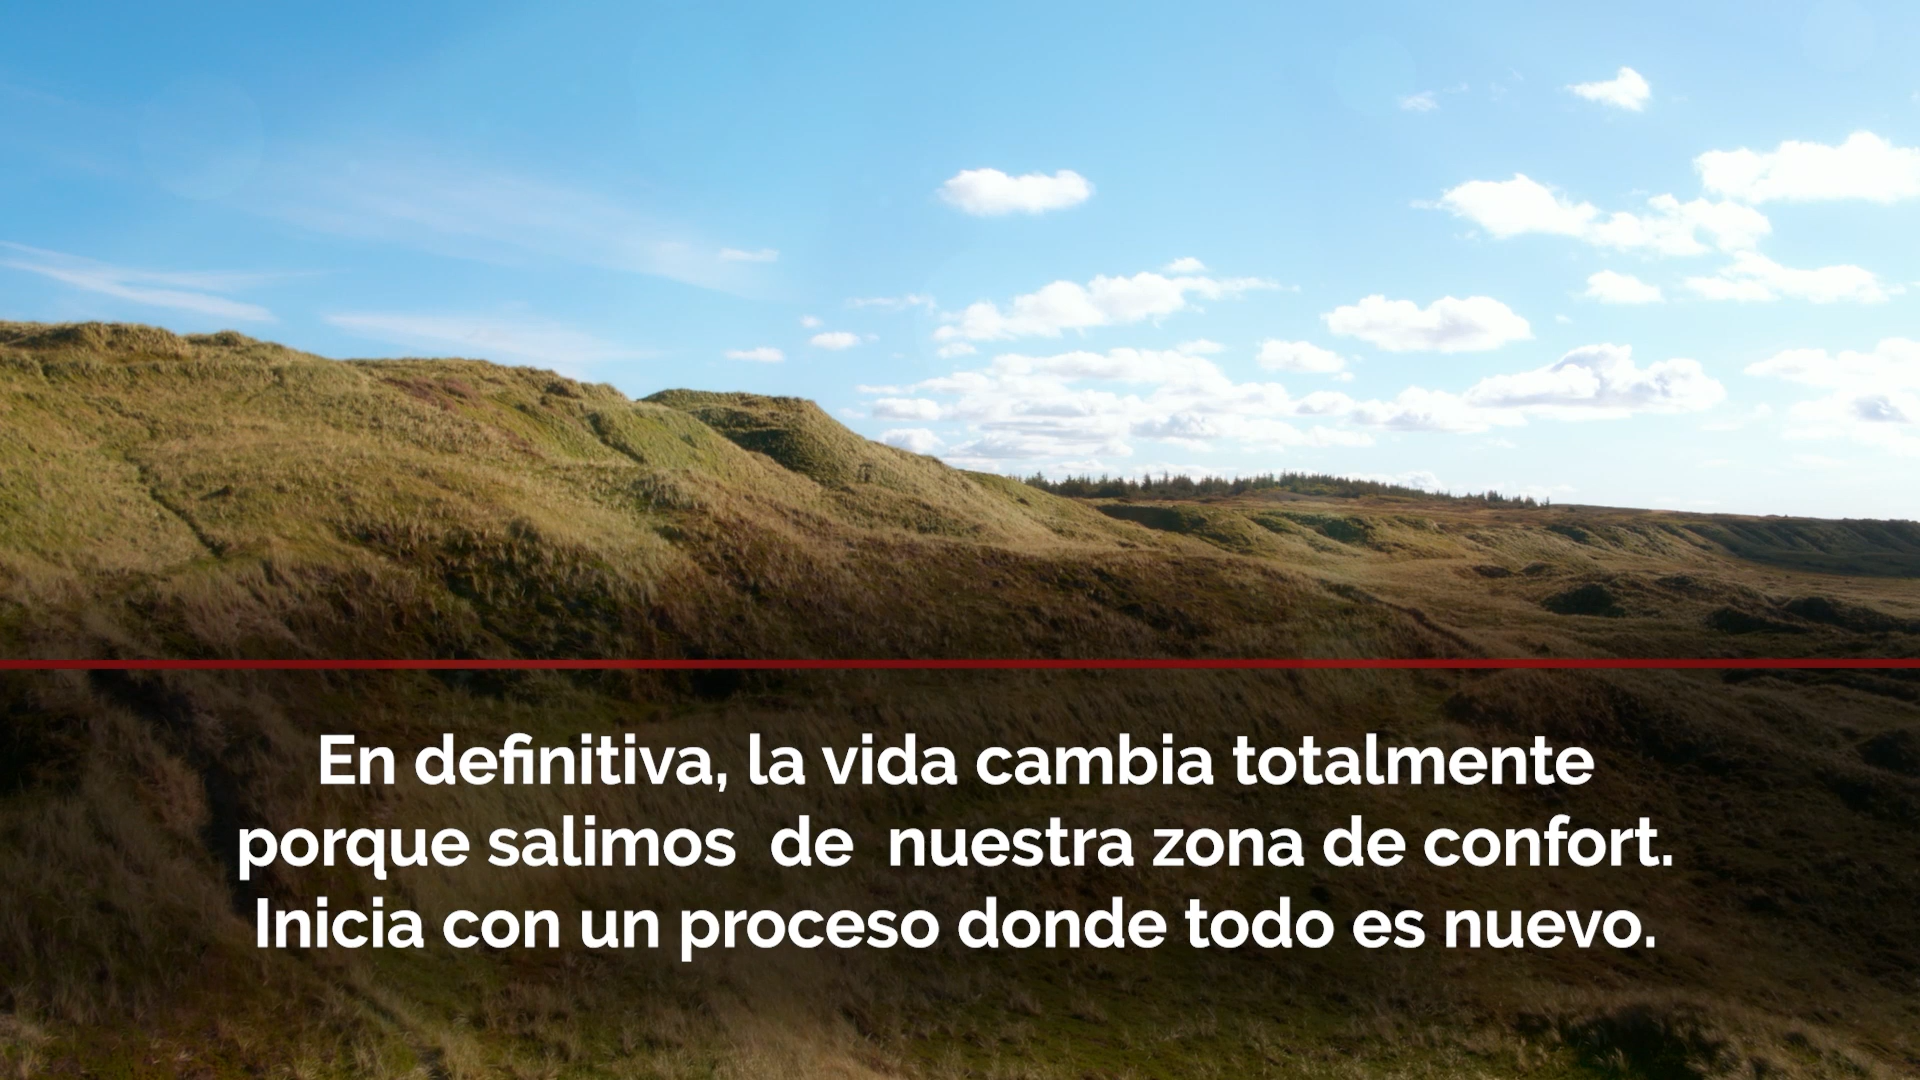 En definitiva, la vida cambia totalmente
porque salimos  de  nuestra zona de confort.
Inicia con un proceso donde todo es nuevo.